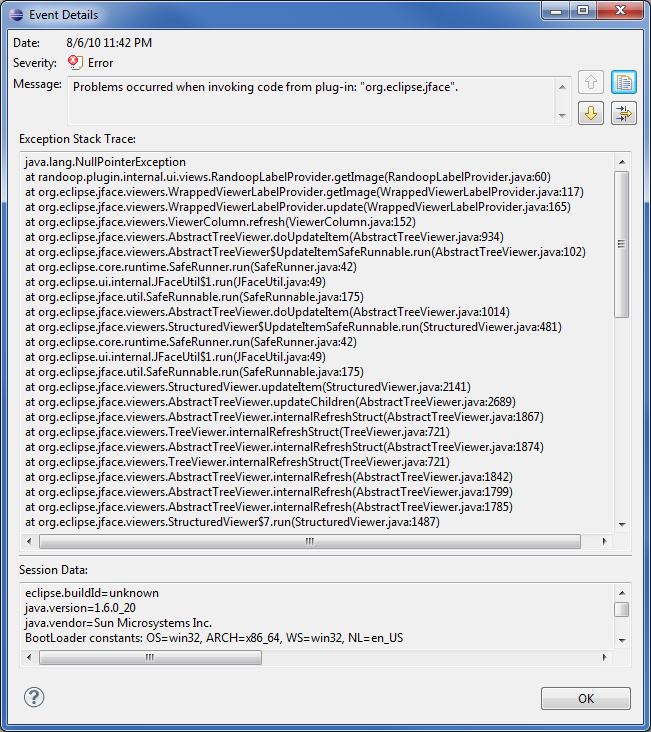 Event Details
Date: 8/6/10 11:42 PM
Severity: Error
Message: Problems occurred when invoking code from plug-in: "org.eclipse.jface".
Exception Stack Trace:
java.lang.NullPointerException
at randoop.plugin.internal.ui.views.RandoopLabelProvider.getImage(RandoopLabelProvider.java:60)
at org.eclipse.jface.viewers.WrappedViewerLabelProvider.getImage(WrappedViewerLabelProvider.java:117)
at org.eclipse.jface.viewers.WrappedViewerLabelProvider.update(WrappedViewerLabelProvider.java:165)
at org.eclipse.jface.viewers.ViewerColumn.refresh(ViewerColumn.java:152)
at org.eclipse.jface.viewers.AbstractTreeViewer.doUpdateItem(AbstractTreeViewer.java:934)
at org.eclipse.jface.viewers.AbstractTreeViewer$UpdateItemSafeRunnable.run(AbstractTreeViewer.java:102)
at org.eclipse.core.runtime.SafeRunner.run(SafeRunner.java:42)
at org.eclipse.ui.internal.JFaceUtil$1.run(JFaceUtil.java:49)
at org.eclipse.jface.util.SafeRunnable.run(SafeRunnable.java:175)
at org.eclipse.jface.viewers.AbstractTreeViewer.doUpdateItem(AbstractTreeViewer.java:1014)
at org.eclipse.jface.viewers.StructuredViewer$UpdateItemSafeRunnable.run(StructuredViewer.java:481)
at org.eclipse.core.runtime.SafeRunner.run(SafeRunner.java:42)
at org.eclipse.ui.internal.JFaceUtil$1.run(JFaceUtil.java:49)
at org.eclipse.jface.util.SafeRunnable.run(SafeRunnable.java:175)
at org.eclipse.jface.viewers.StructuredViewer.updateItem(StructuredViewer.java:2141)
at org.eclipse.jface.viewers.AbstractTreeViewer.updateChildren(AbstractTreeViewer.java:2689)
at org.eclipse.jface.viewers.AbstractTreeViewer.internalRefreshStruct(AbstractTreeViewer.java:1867)
at org.eclipse.jface.viewers.TreeViewer.internalRefreshStruct(TreeViewer.java:721)
at org.eclipse.jface.viewers.AbstractTreeViewer.internalRefreshStruct(AbstractTreeViewer.java:1874)
at org.eclipse.jface.viewers.TreeViewer.internalRefreshStruct(TreeViewer.java:721)
at org.eclipse.jface.viewers.AbstractTreeViewer.internalRefresh(AbstractTreeViewer.java:1842)
at org.eclipse.jface.viewers.AbstractTreeViewer.internalRefresh(AbstractTreeViewer.java:1799)
at org.eclipse.jface.viewers.AbstractTreeViewer.internalRefresh(AbstractTreeViewer.java:1785)
at org.eclipse.jface.viewers.StructuredViewer$7.run(StructuredViewer.java:1487)
Session Data:
eclipse.buildId=unknown
java.version=1.6.0_20
java.vendor=Sun Microsystems Inc.
BootLoader constants: OS=win32, ARCH=x86_64, WS=win32, NL=en_US
?
OK